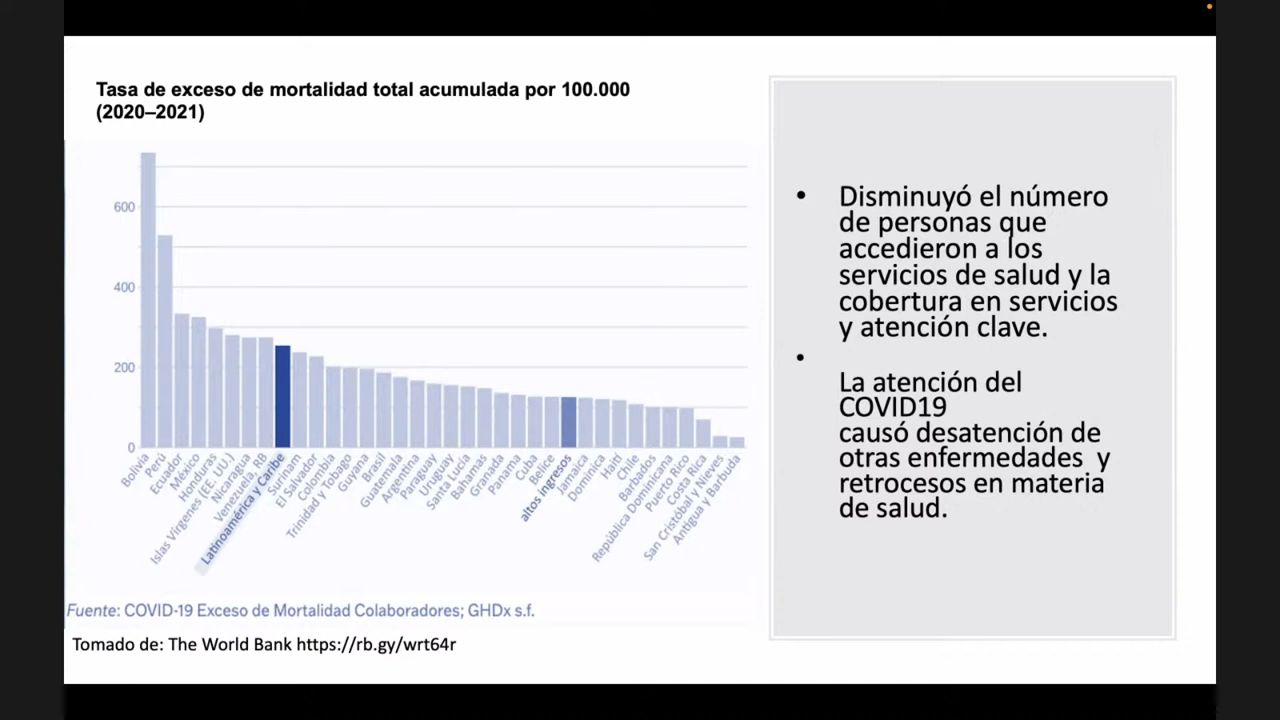 Tasa de exceso de mortalidad total acumulada por 100.000
(2020–2021)
600
400
200
0
Bolivia
Perú
Ecuador
México
Honduras
Islas Vírgenes (EE. UU.)
Nicaragua
Venezuela, RB
Latinoamérica y Caribe
Surinam
El Salvador
Colombia
Trinidad y Tobago
Guyana
Brasil
Guatemala
Argentina
Paraguay
Uruguay
Santa Lucía
Bahamas
Granada
Panama
Cuba
Belice
altos ingresos
Jamaica
Dominica
Haití
Chile
Barbados
República Dominicana
Puerto Rico
Costa Rica
San Cristóbal y Nieves
Antigua y Barbuda
Fuente: COVID-19 Exceso de Mortalidad Colaboradores; GHDx s.f.
Tomado de: The World Bank https://rb.gy/wrt64r
• Disminuyó el número
de personas que
accedieron a los
servicios de salud y la
cobertura en servicios
y atención clave.
•
La atención del
COVID19
causó desatención de
otras enfermedades y
retrocesos en materia
de salud.